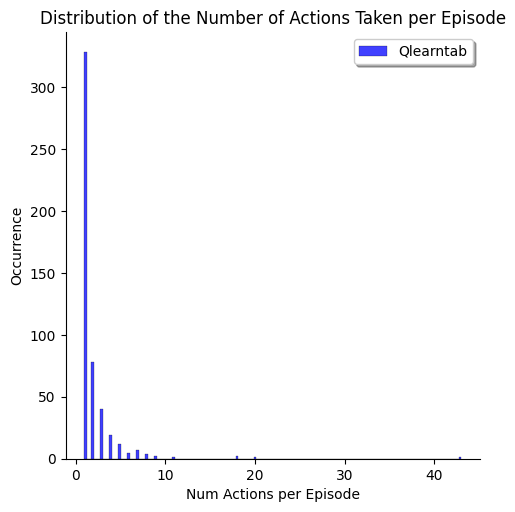 Distribution of the Number of Actions Taken per Episode
Qlearntab
300
250
200
150
100
50
0
Occurrence
0 10 20 30 40
Num Actions per Episode